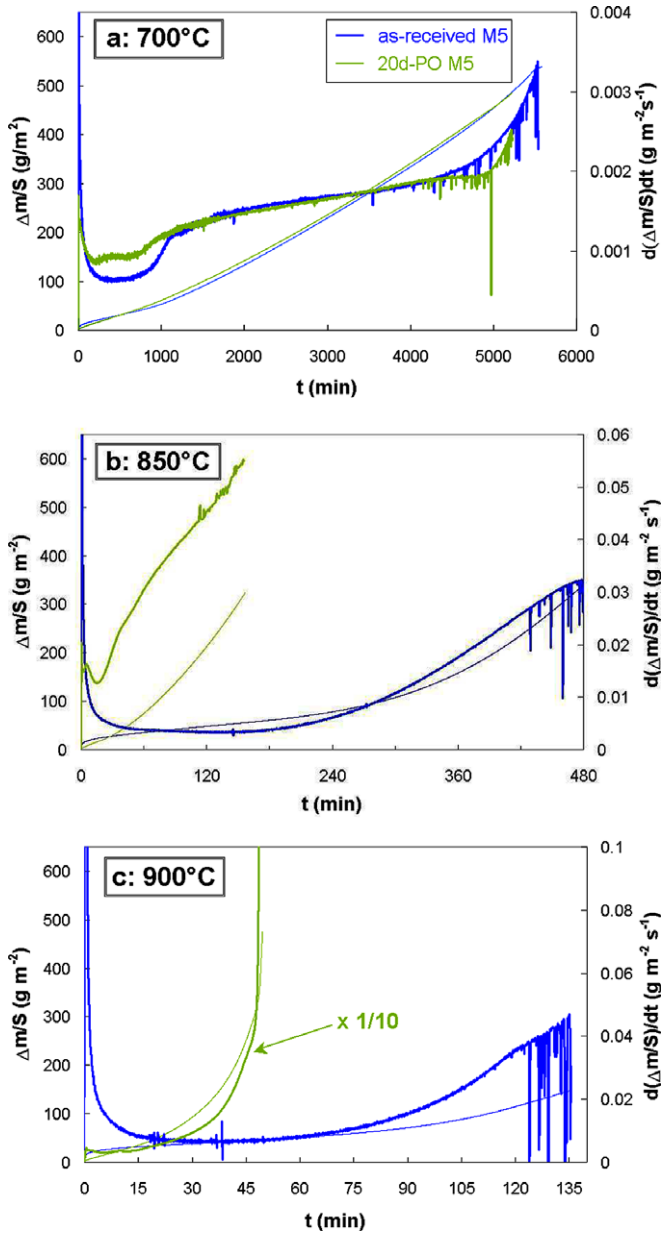 a: 700°C
as-received M5
20d-PO M5
600
500
400
300
200
100
0
Δm/S (g/m²)
0.004
0.003
0.002
0.001
0
d(Δm/S)dt (g m⁻² s⁻¹)
0 1000 2000 3000 4000 5000 6000
t (min)
b: 850°C
600
500
400
300
200
100
0
Δm/S (g m⁻²)
0.06
0.05
0.04
0.03
0.02
0.01
0
d(Δm/S)/dt (g m⁻² s⁻¹)
0 120 240 360 480
t (min)
c: 900°C
x 1/10
600
500
400
300
200
100
0
Δm/S (g m⁻²)
0.1
0.08
0.06
0.04
0.02
0
d(Δm/S)/dt (g m⁻² s⁻¹)
0 15 30 45 60 75 90 105 120 135
t (min)